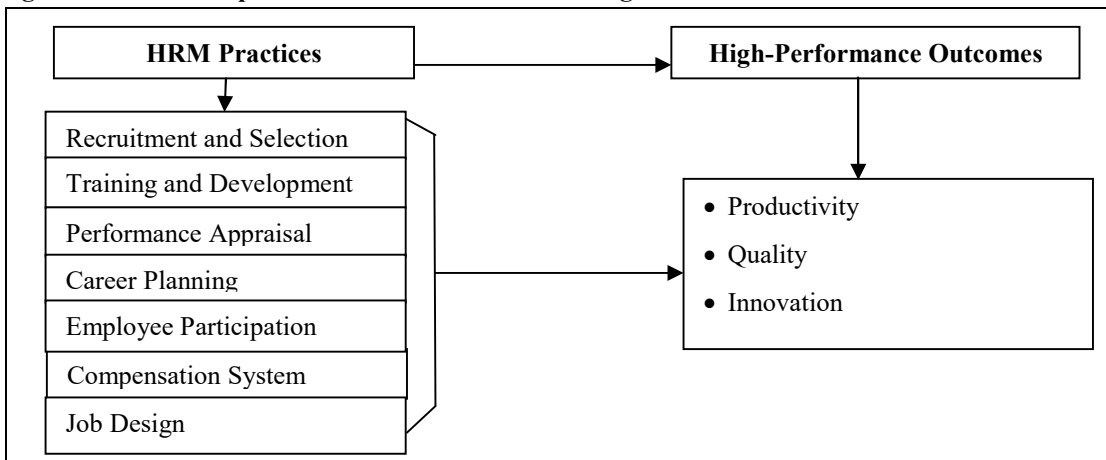 HRM Practices
High-Performance Outcomes
Recruitment and Selection
Training and Development
Performance Appraisal
Career Planning
Employee Participation
Compensation System
Job Design
• Productivity
• Quality
• Innovation